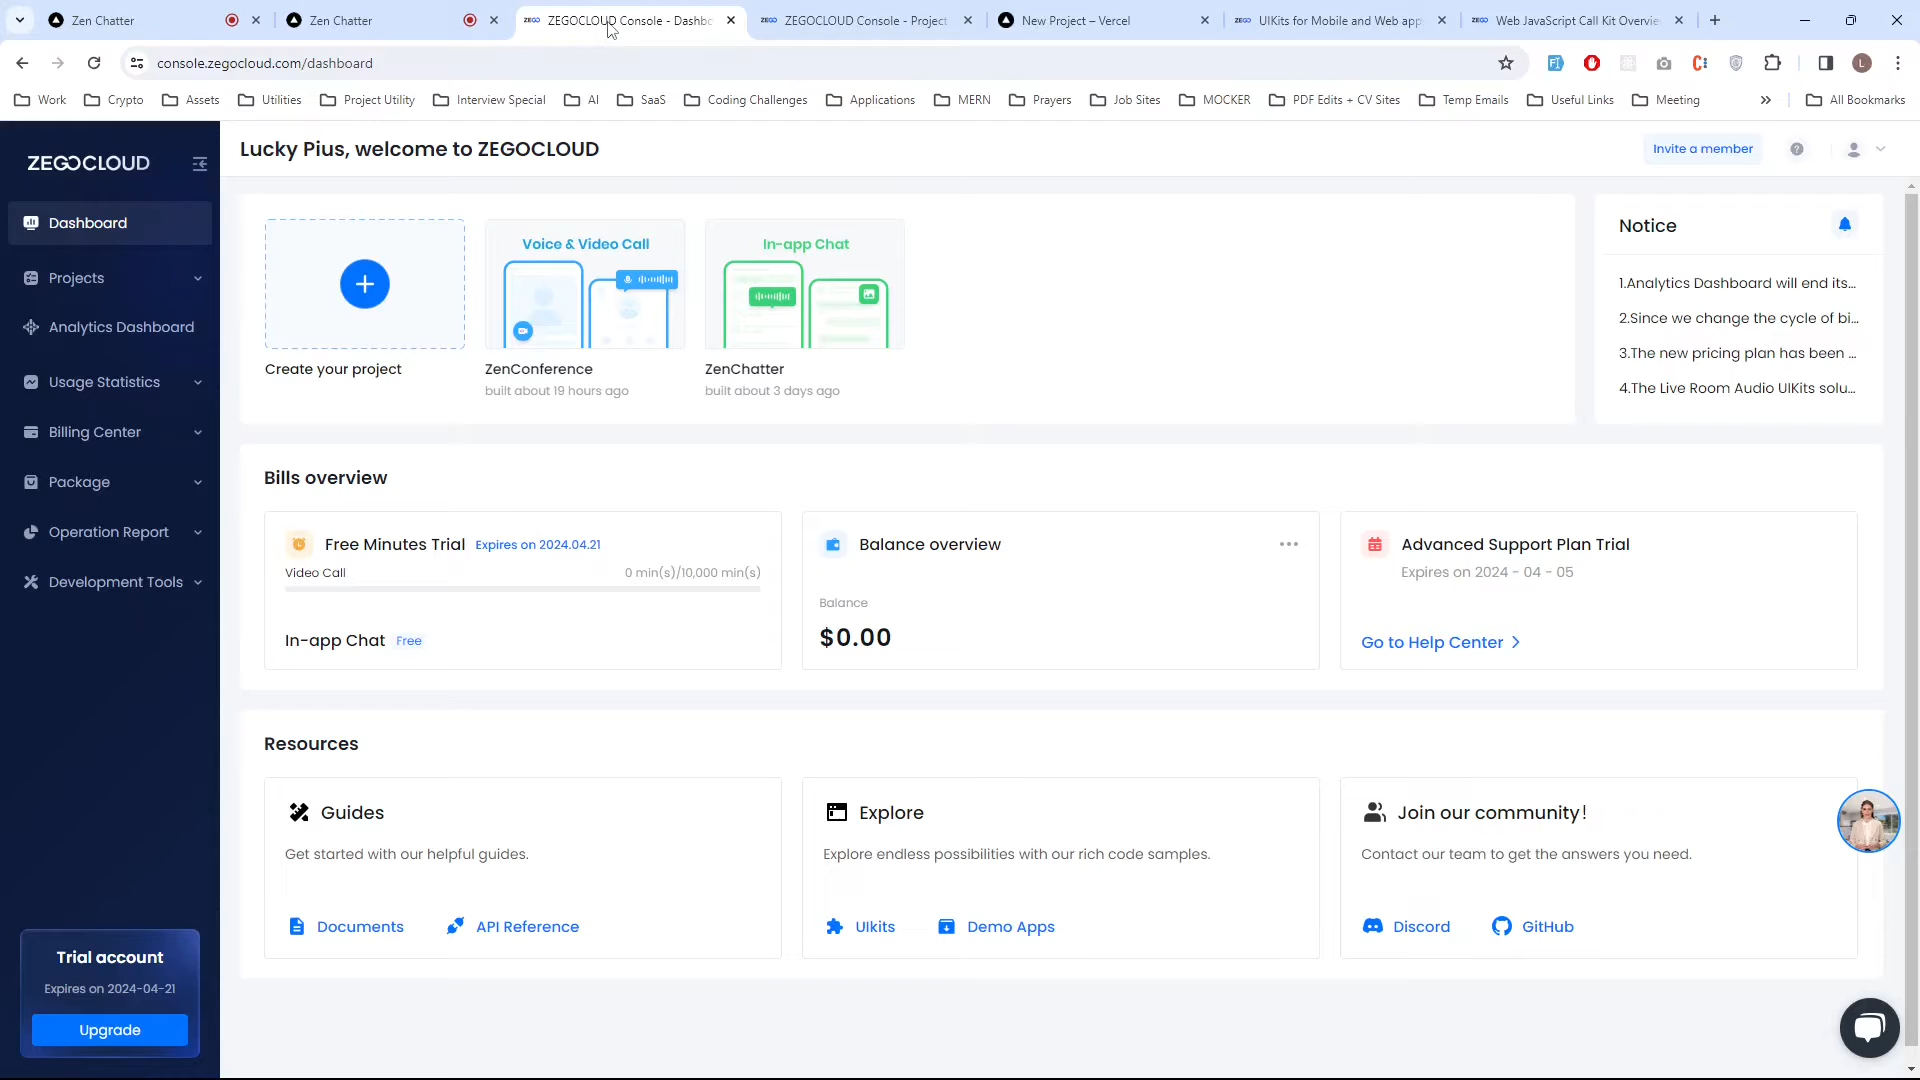 Zen Chatter
Zen Chatter
ZEGOCLOUD Console - Dashbo
ZEGOCLOUD Console - Project
New Project – Vercel
UIKits for Mobile and Web app
Web JavaScript Call Kit Overvie
console.zegocloud.com/dashboard
L
Work
Crypto
Assets
Utilities
Project Utility
Interview Special
AI
SaaS
Coding Challenges
Applications
MERN
Prayers
Job Sites
MOCKER
PDF Edits + CV Sites
Temp Emails
Useful Links
Meeting
All Bookmarks
ZEGOCLOUD
Dashboard
Projects
Analytics Dashboard
Usage Statistics
Billing Center
Package
Operation Report
Development Tools
Trial account
Expires on 2024-04-21
Upgrade
Lucky Pius, welcome to ZEGOCLOUD
Invite a member
Voice & Video Call
In-app Chat
Create your project
ZenConference
built about 19 hours ago
ZenChatter
built about 3 days ago
Notice
1.Analytics Dashboard will end its...
2.Since we change the cycle of bi...
3.The new pricing plan has been ...
4.The Live Room Audio UIKits solu...
Bills overview
Free Minutes Trial Expires on 2024.04.21
Video Call 0 min(s)/10,000 min(s)
In-app Chat Free
Balance overview
Balance
$0.00
Advanced Support Plan Trial
Expires on 2024 - 04 - 05
Go to Help Center
Resources
Guides
Get started with our helpful guides.
Documents
API Reference
Explore
Explore endless possibilities with our rich code samples.
UIkits
Demo Apps
Join our community!
Contact our team to get the answers you need.
Discord
GitHub